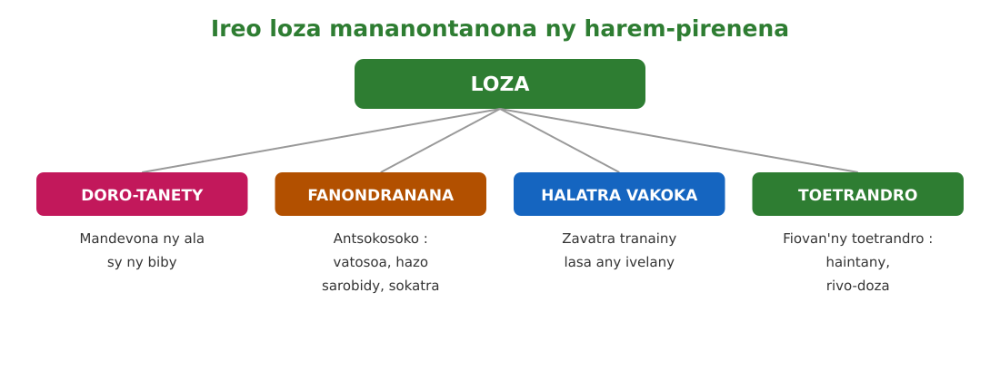 Ireo loza mananontanona ny harem-pirenena
LOZA
DORO-TANETY
Mandevona ny ala
sy ny biby
FANONDRANANA
Antsokosoko :
vatosoa, hazo
sarobidy, sokatra
HALATRA VAKOKA
Zavatra tranainy
lasa any ivelany
TOETRANDRO
Fiovan'ny toetrandro :
haintany,
rivo-doza